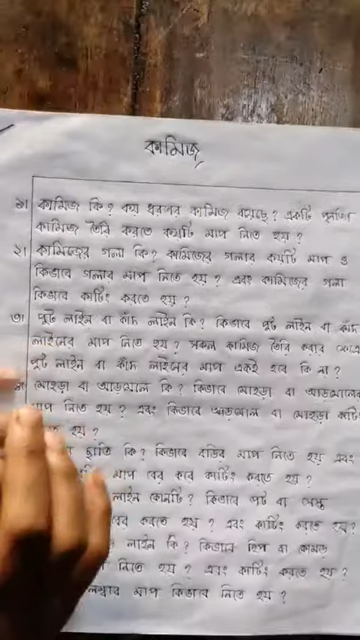 কামিজ
১। কামিজ কি? কয় ধরণের কামিজ রয়েছে? একটি
কামিজ তৈরি করতে কয়টি মাপ নিতে হয়?
২। কামিজের গলা কি? কামিজের গলার কয়টি মাপ ও
কিভাবে গলার মাপ নিতে হয়? এবং কামিজের গলা
কিভাবে কাটিং করতে হয়?
৩। পুট লাইন বা কাঁধ লাইন কি? কিভাবে পুট লাইন বা কাঁধ
লাইনের মাপ নিতে হয়? সকল কামিজ তৈরি করার
পুট লাইন বা কাঁধ লাইনের মাপ একই হবে কি না?
মোহড়া বা আড়মোল কি? কিভাবে মোহড়া বা আড়মোলের
মাপ নিতে হয়? এবং কিভাবে আড়মোল বা মোহড়া
হয়?
ছাতি কি? কিভাবে বডির মাপ নিতে হয় এবং
মাপ বের করে কাটিং করতে হয়?
লাইন কোনটি? কিভাবে পেট বা
বের করতে হয়? এবং কাটিং করতে হয়?
লাইন কি? কিভাবে হিপ বা কোমড়
নিতে হয়? এবং কাটিং করতে হয়?
লম্বার মাপ কিভাবে নিতে হয়?